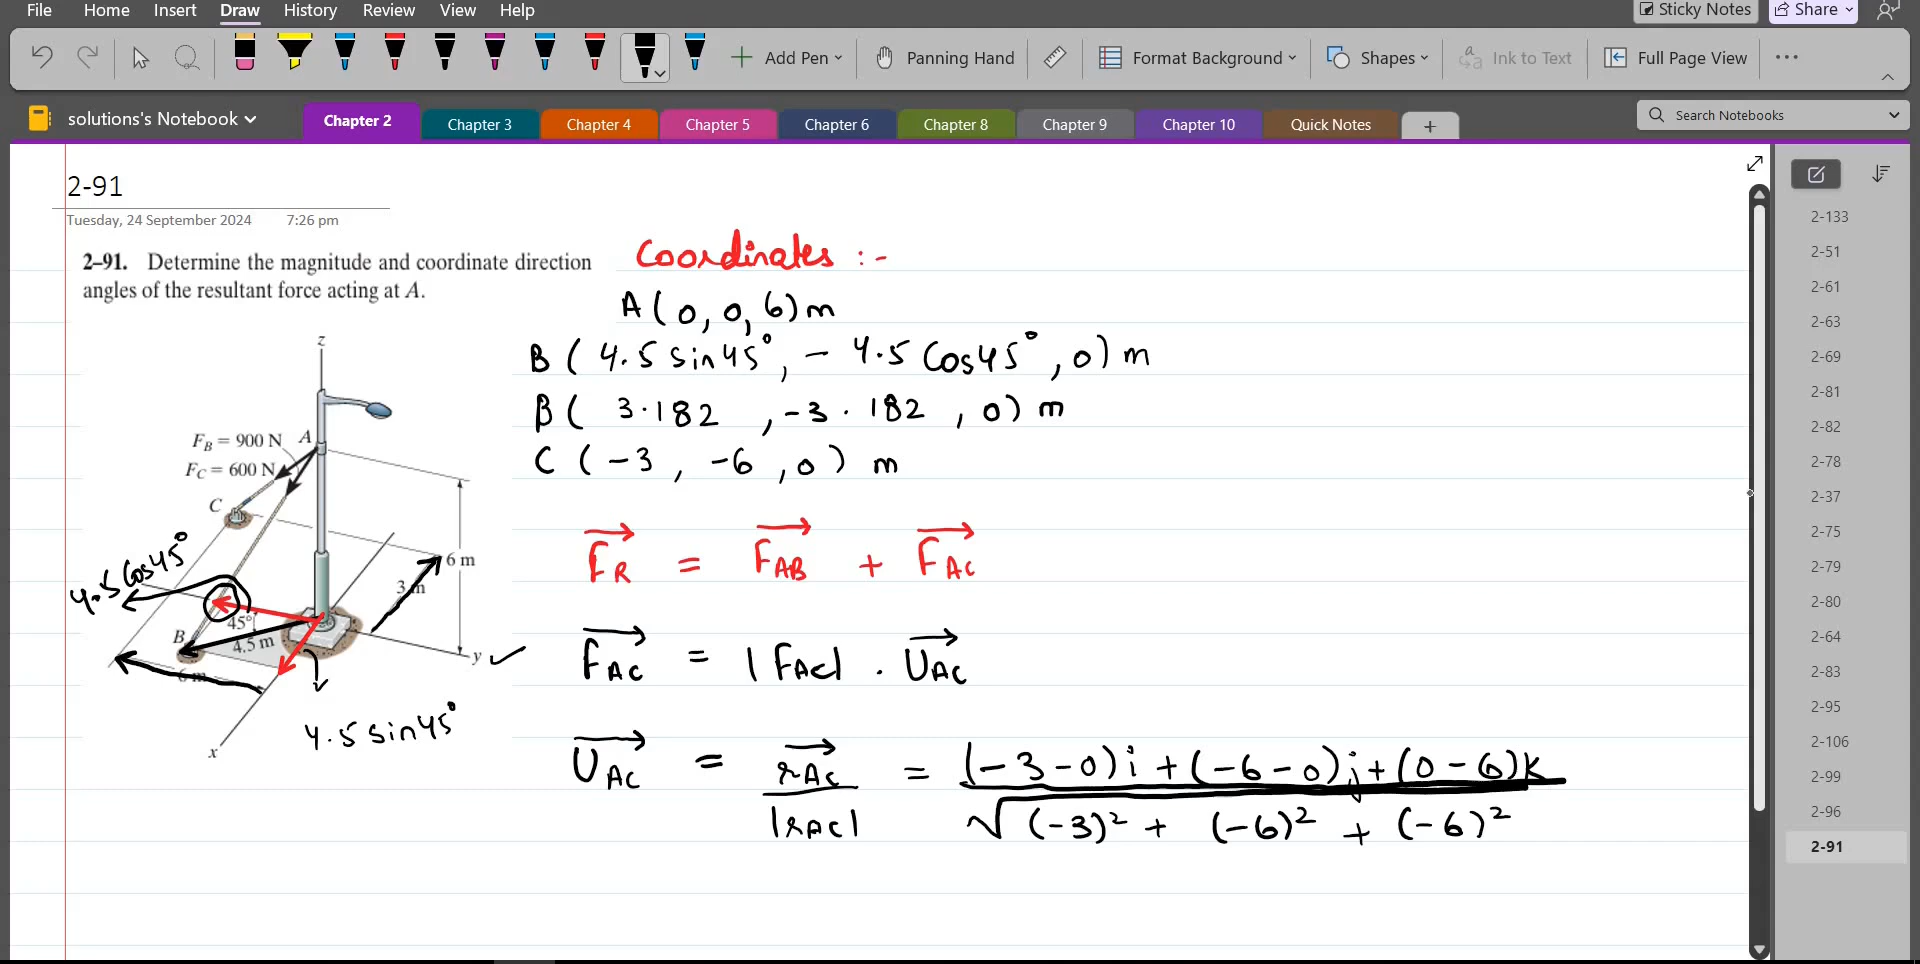 File Home Insert Draw History Review View Help
Sticky Notes Share
Add Pen Panning Hand Format Background Shapes Ink to Text Full Page View
solutions's Notebook
Chapter 2 Chapter 3 Chapter 4 Chapter 5 Chapter 6 Chapter 8 Chapter 9 Chapter 10 Quick Notes +
Search Notebooks
2-91
Tuesday, 24 September 2024 7:26 pm
2–91. Determine the magnitude and coordinate direction
angles of the resultant force acting at A.
z
F_B = 900 N A
F_C = 600 N
C
4.5 Cos45°
6 m
3 m
45°
B
4.5 m
y
6 m
x
4.5 sin45°
Coordinates :-
A(0, 0, 6)m
B ( 4.5 sin45°, - 4.5 Cos45°, 0) m
B ( 3.182 , -3.182 , 0) m
C ( -3 , -6 , 0 ) m
F_R = F_AB + F_AC
F_AC = |F_AC| . U_AC
U_AC = r_AC / |r_AC| = (-3-0)i + (-6-0)j + (0-6)k / √(-3)² + (-6)² + (-6)²
2-133
2-51
2-61
2-63
2-69
2-81
2-82
2-78
2-37
2-75
2-79
2-80
2-64
2-83
2-95
2-106
2-99
2-96
2-91